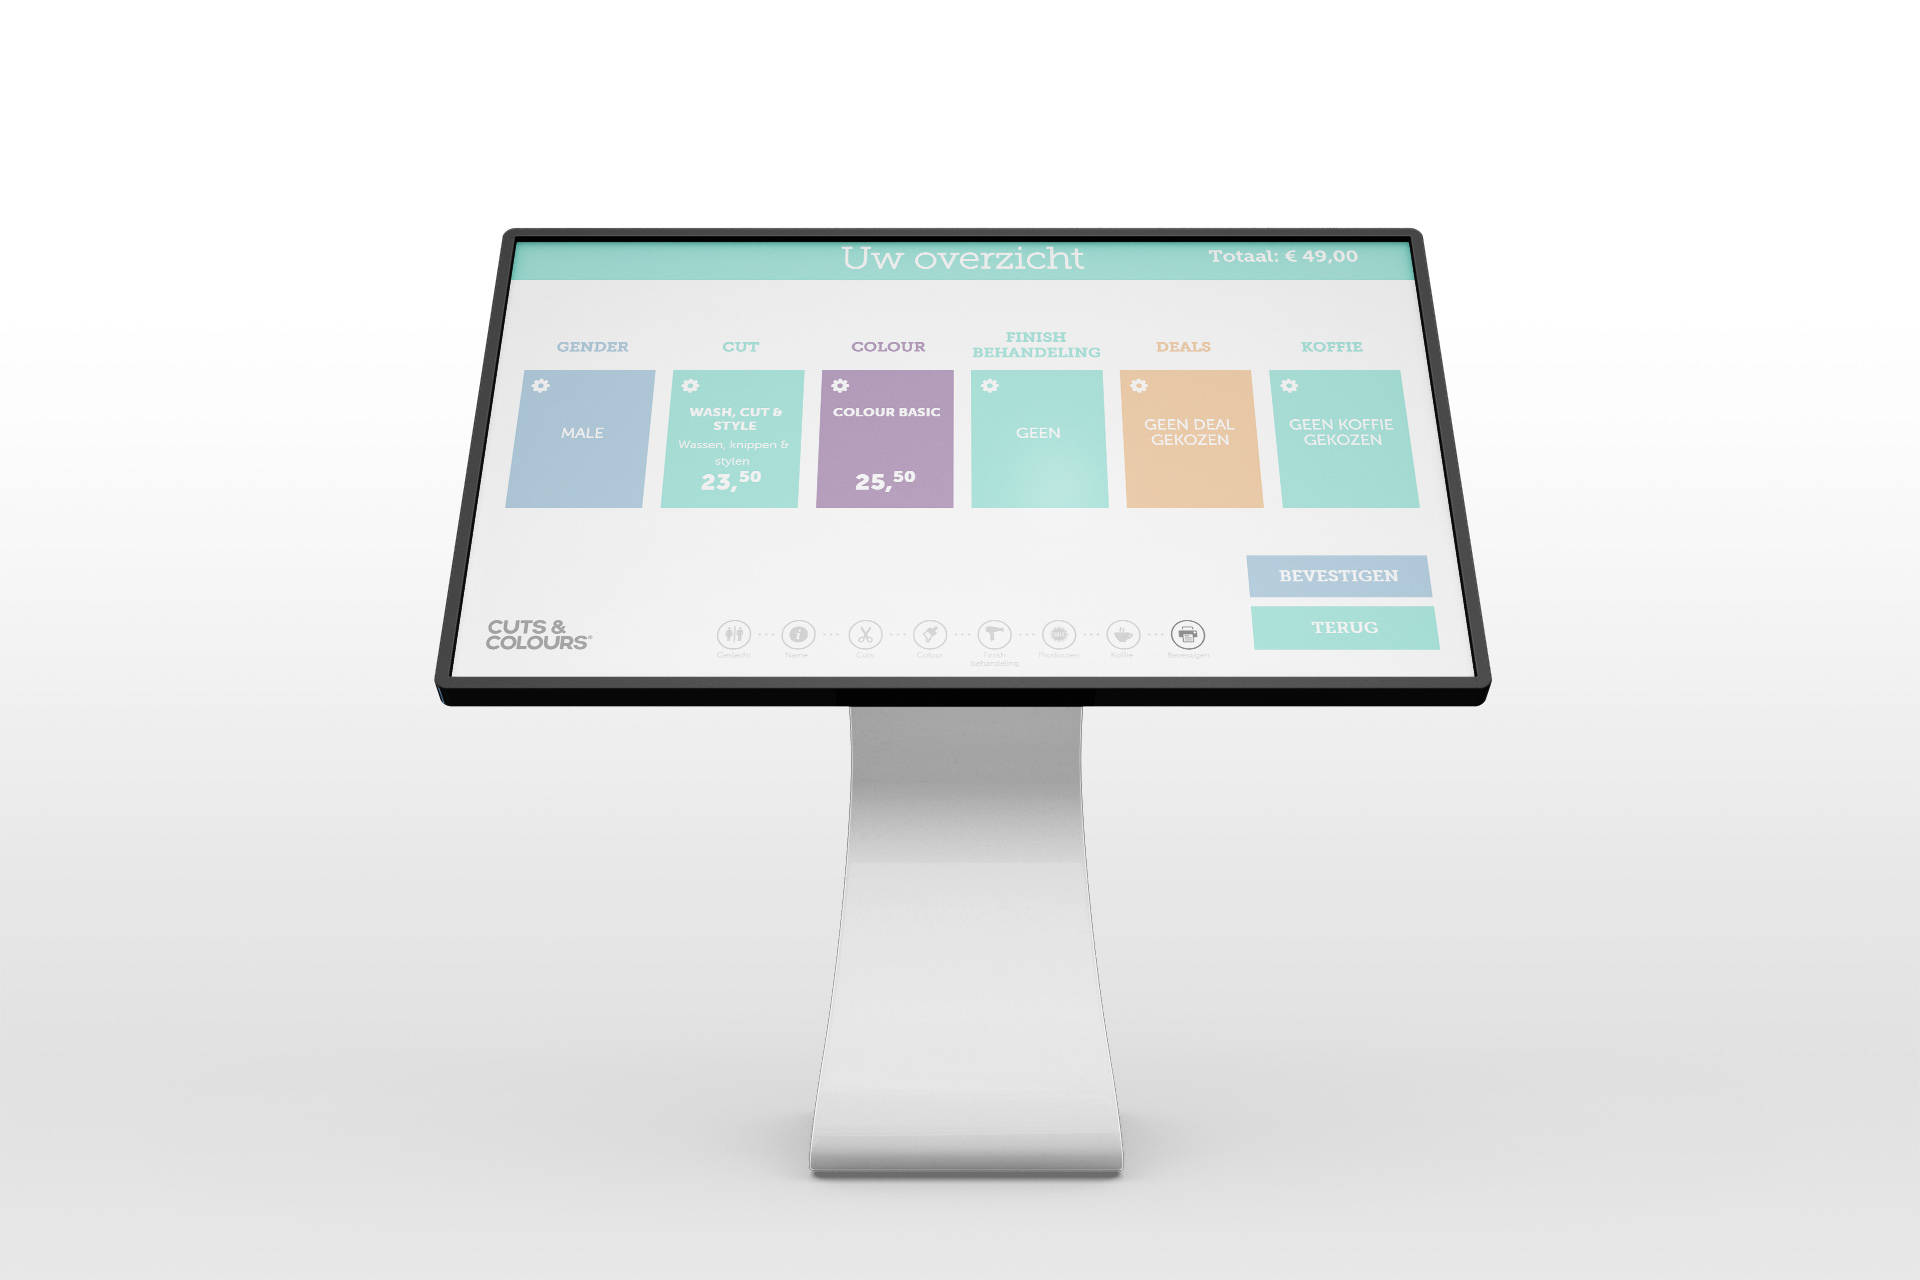 Uw overzicht
Totaal: € 49,00
GENDER
CUT
COLOUR
FINISH
BEHANDELING
DEALS
KOFFIE
MALE
WASH, CUT &
STYLE
Wassen, knippen &
stylen
23,50
COLOUR BASIC
25,50
GEEN
GEEN DEAL
GEKOZEN
GEEN KOFFIE
GEKOZEN
BEVESTIGEN
TERUG
CUTS &
COLOURS®
Geslacht
Name
Cuts
Colour
Finish
behandeling
Koffie
Bevestigen